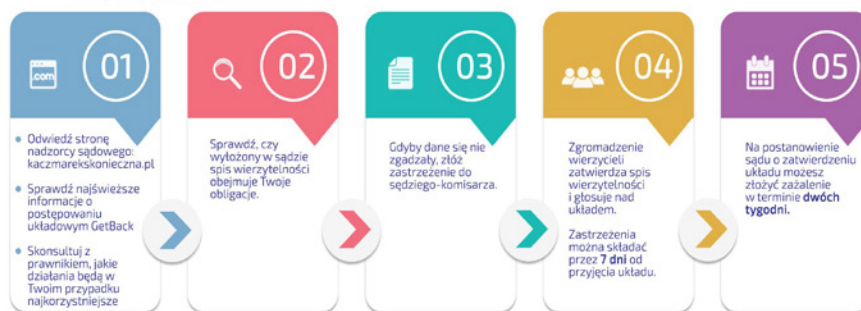 .com
01
Odwiedź stronę
nadzorcy sądowego:
kaczmarekskonieczna.pl
Sprawdź najświeższe
informacje o
postępowaniu
układowym GetBack
Skonsultuj z
prawnikiem, jakie
działania będą w
Twoim przypadku
najkorzystniejsze
02
Sprawdź, czy
wyłożony w sądzie
spis wierzytelności
obejmuje Twoje
obligacje.
03
Gdyby dane się nie
zgadzały, złóż
zastrzeżenie do
sędziego-komisarza.
04
Zgromadzenie
wierzycieli
zatwierdza spis
wierzytelności
i głosuje nad
układem.
Zastrzeżenia
można składać
przez 7 dni od
przyjęcia układu.
05
Na postanowienie
sądu o zatwierdzeniu
układu możesz
złożyć zażalenie
w terminie dwóch
tygodni.